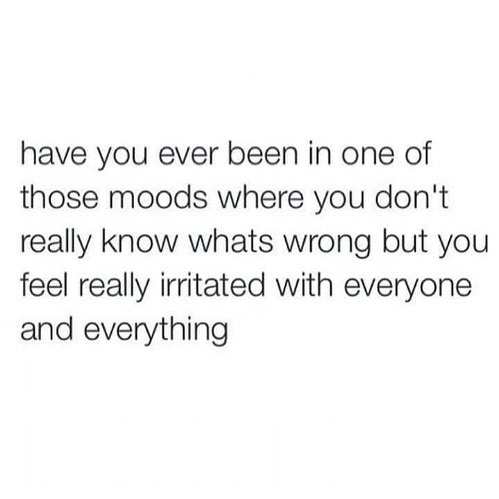 have you ever been in one of
those moods where you don't
really know whats wrong but you
feel really irritated with everyone
and everything